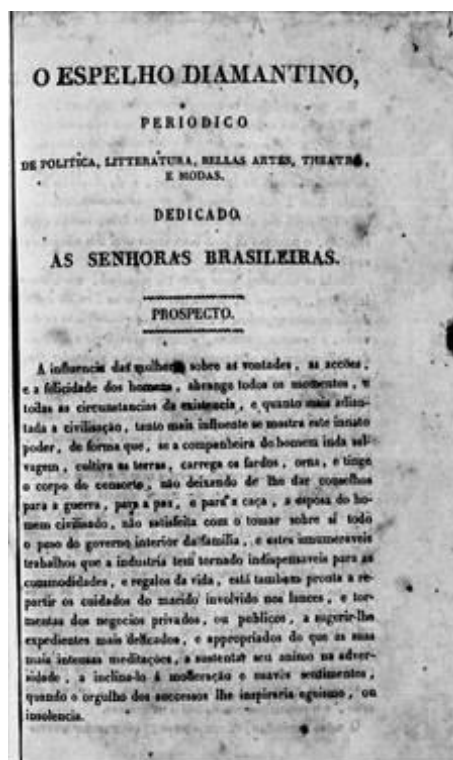 O ESPELHO DIAMANTINO,
PERIODICO
DE POLITICA, LITTERATURA, BELLAS ARTES, THEATRO,
E MODAS.
DEDICADO
AS SENHORAS BRASILEIRAS.
PROSPECTO.
A influencia das mulheres sobre as vontades, as acções,
e a felicidade dos homens, abrange todos os momentos, e
todas as circumstancias da existencia, e quanto mais adian-
tada a civilisação, tanto mais influente se mostra este innato
poder, de fórma que, se a companheira do homem inda sel-
vagem, cultiva as terras, carrega os fardos, orna, e tinge
o corpo do consorte, não deixando de lhe dar conselhos
para a guerra, para a paz, e para a caça, a esposa do ho-
mem civilisado, não satisfeita com o tomar sobre si todo
o peso do governo interior da familia, e estes innumeraveis
trabalhos que a industria tem tornado indispensaveis para as
commodidades, e regalos da vida, está tambem pronta a re-
partir os cuidados do marido involvido nos lances, e tor-
mentas dos negocios privados, ou publicos, a sugerir-lhe
expedientes mais delicados, e appropriados do que as suas
mais intensas meditações, a sustentar seu animo na adver-
sidade, a inclina-lo á moderação e suavis sentimentos,
quando o orgulho dos successos lhe inspiraria egoismo, ou
insolencia.